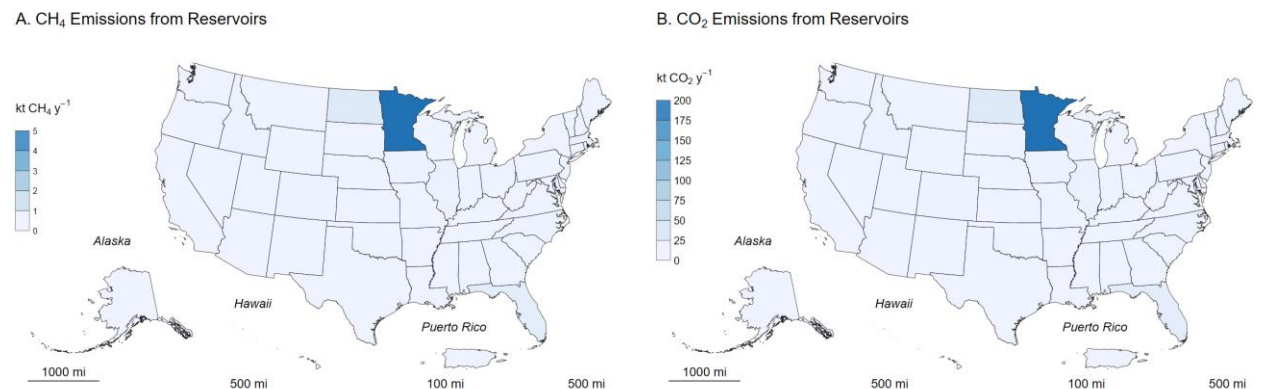 A. CH₄ Emissions from Reservoirs
kt CH₄ y⁻¹
5
4
3
2
1
0
Alaska
Hawaii
Puerto Rico
1000 mi
500 mi
100 mi
500 mi
B. CO₂ Emissions from Reservoirs
kt CO₂ y⁻¹
200
175
150
125
100
75
50
25
0
Alaska
Hawaii
Puerto Rico
1000 mi
500 mi
100 mi
500 mi